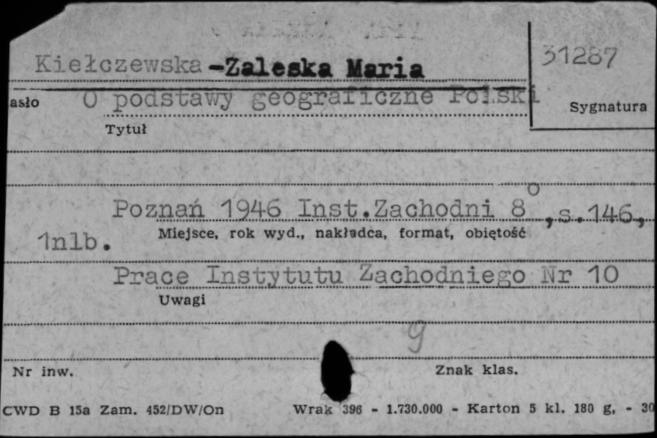 Kiełczewska-Zaleska Maria
31287
asło
O podstawy geograficzne Polski
Sygnatura
Tytuł
Poznań 1946 Inst.Zachodni 8°,s.146,
1nlb.
Miejsce, rok wyd., nakładca, format, obiętość
Prace Instytutu Zachodniego Nr 10
Uwagi
9
Nr inw.
Znak klas.
CWD B 15a Zam. 452/DW/On Wrak 396 - 1.730.000 - Karton 5 kl. 180 g, - 30